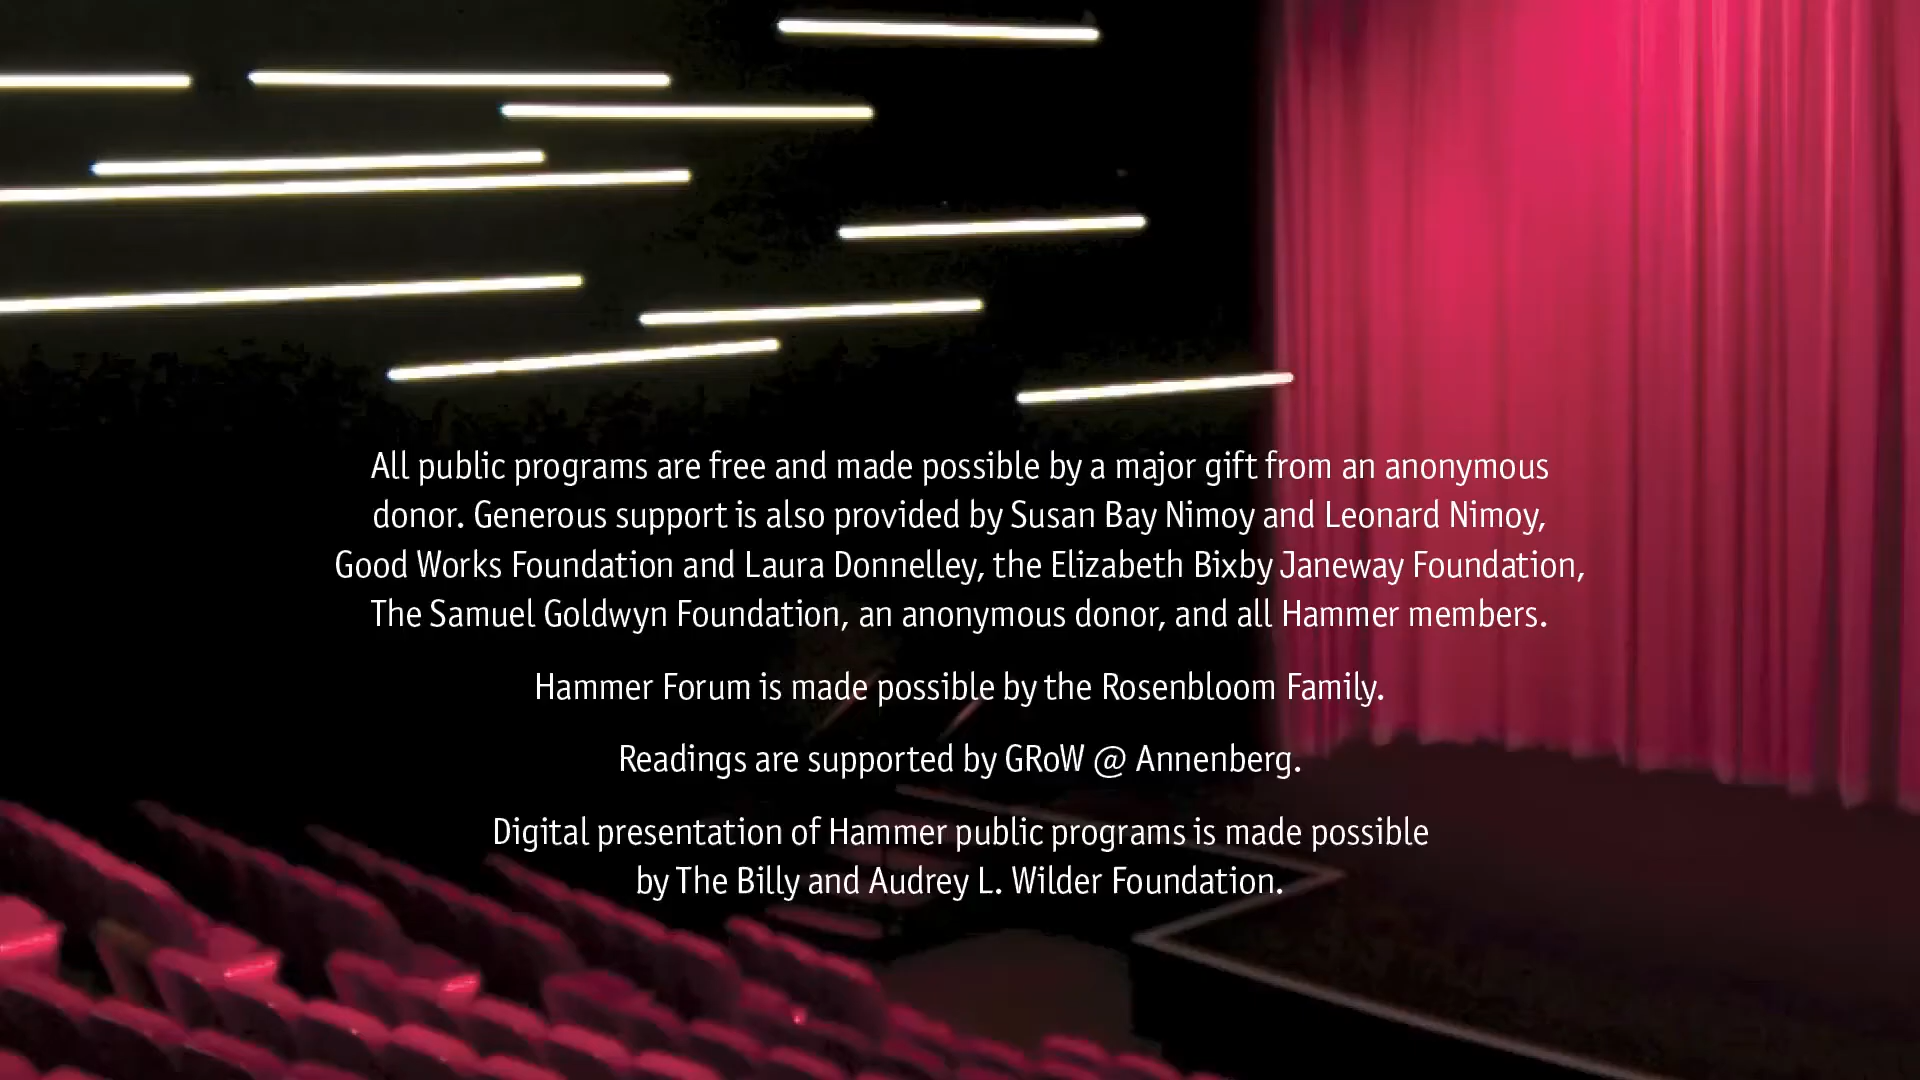 All public programs are free and made possible by a major gift from an anonymous
donor. Generous support is also provided by Susan Bay Nimoy and Leonard Nimoy,
Good Works Foundation and Laura Donnelley, the Elizabeth Bixby Janeway Foundation,
The Samuel Goldwyn Foundation, an anonymous donor, and all Hammer members.
Hammer Forum is made possible by the Rosenbloom Family.
Readings are supported by GRoW @ Annenberg.
Digital presentation of Hammer public programs is made possible
by The Billy and Audrey L. Wilder Foundation.